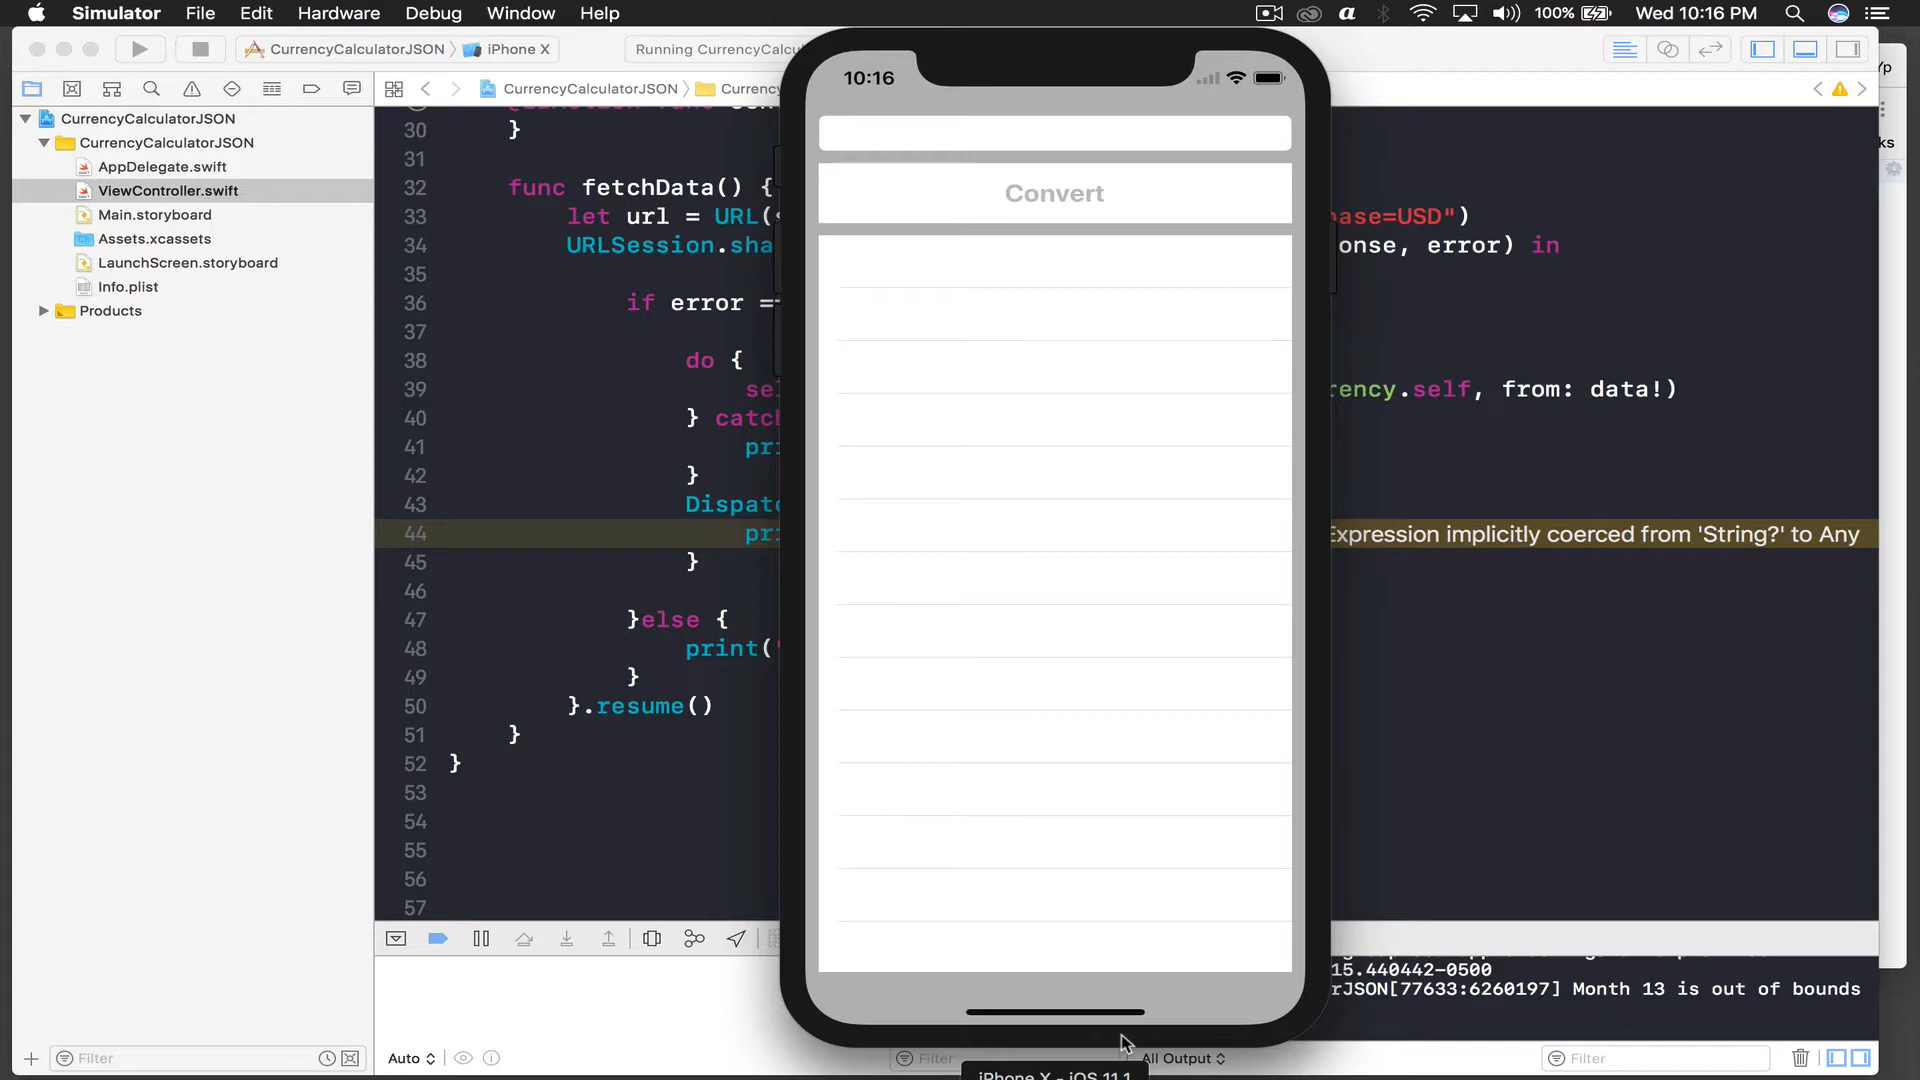 Simulator File Edit Hardware Debug Window Help 100% Wed 10:16 PM
CurrencyCalculatorJSON iPhone X Running CurrencyCalcu
CurrencyCalculatorJSON Currency
CurrencyCalculatorJSON
CurrencyCalculatorJSON
AppDelegate.swift
ViewController.swift
Main.storyboard
Assets.xcassets
LaunchScreen.storyboard
Info.plist
Products
30 }
31
32 func fetchData() {
33 let url = URL( ase=USD")
34 URLSession.sha onse, error) in
35
36 if error =
37
38 do {
39 sel rency.self, from: data!)
40 } catch
41 pri
42 }
43 Dispatc
44 pri Expression implicitly coerced from 'String?' to Any
45 }
46
47 }else {
48 print(
49 }
50 }.resume()
51 }
52 }
53
54
55
56
57
10:16
Convert
15.440442-0500
rJSON[77633:6260197] Month 13 is out of bounds
Filter Auto Filter All Output Filter
iPhone X - iOS 11.1